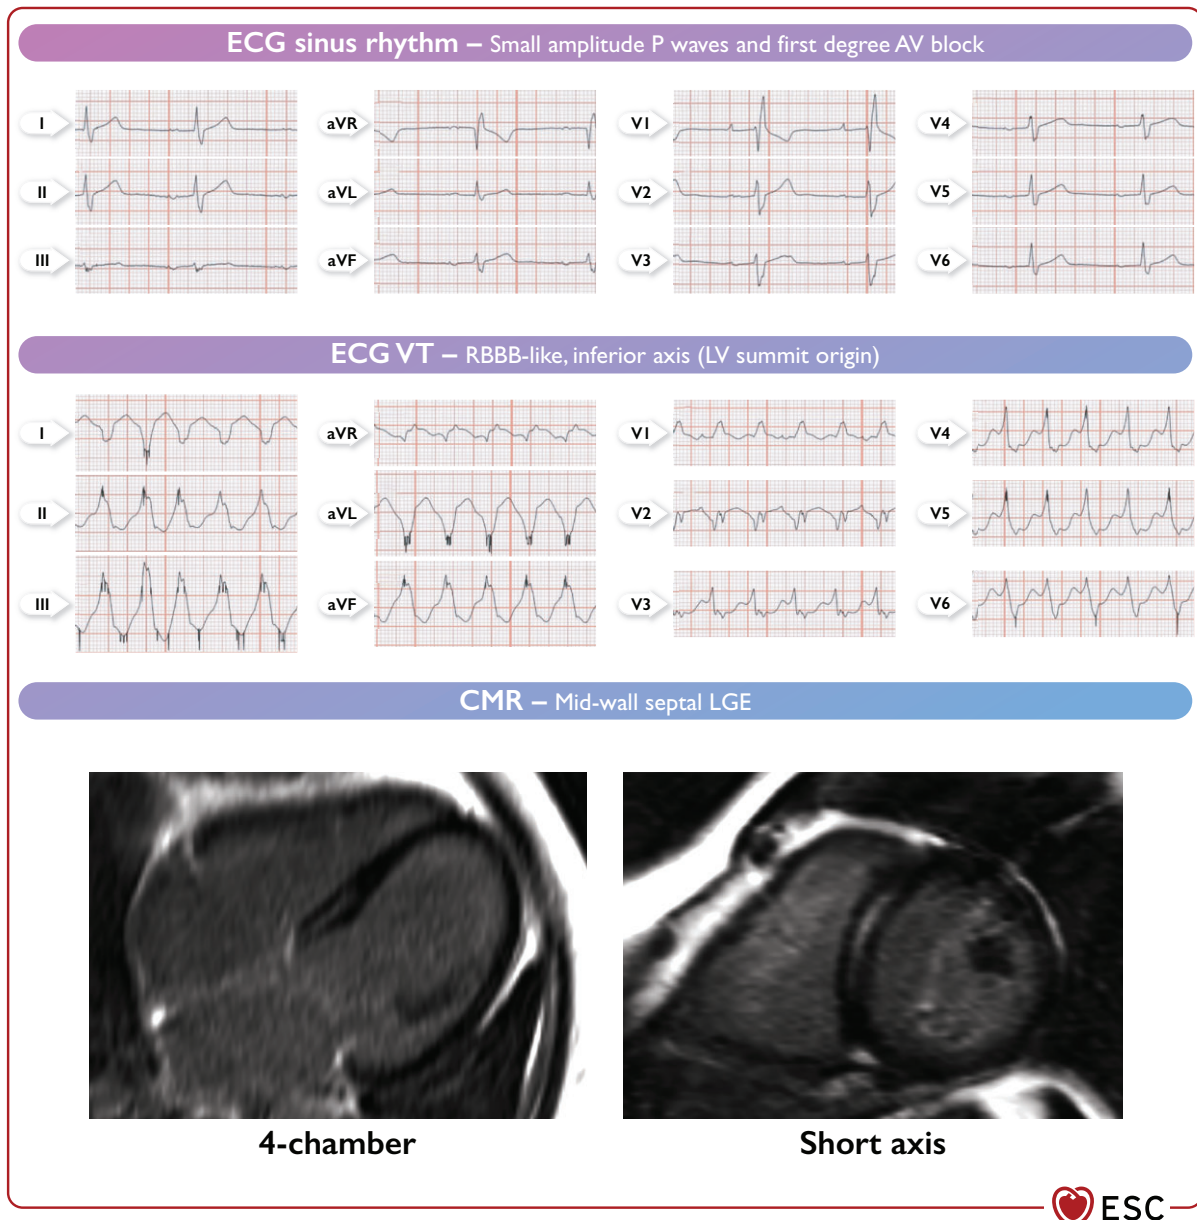 ECG sinus rhythm – Small amplitude P waves and first degree AV block
I
aVR
V1
V4
II
aVL
V2
V5
III
aVF
V3
V6
ECG VT – RBBB-like, inferior axis (LV summit origin)
I
aVR
V1
V4
II
aVL
V2
V5
III
aVF
V3
V6
CMR – Mid-wall septal LGE
4-chamber
Short axis
ESC